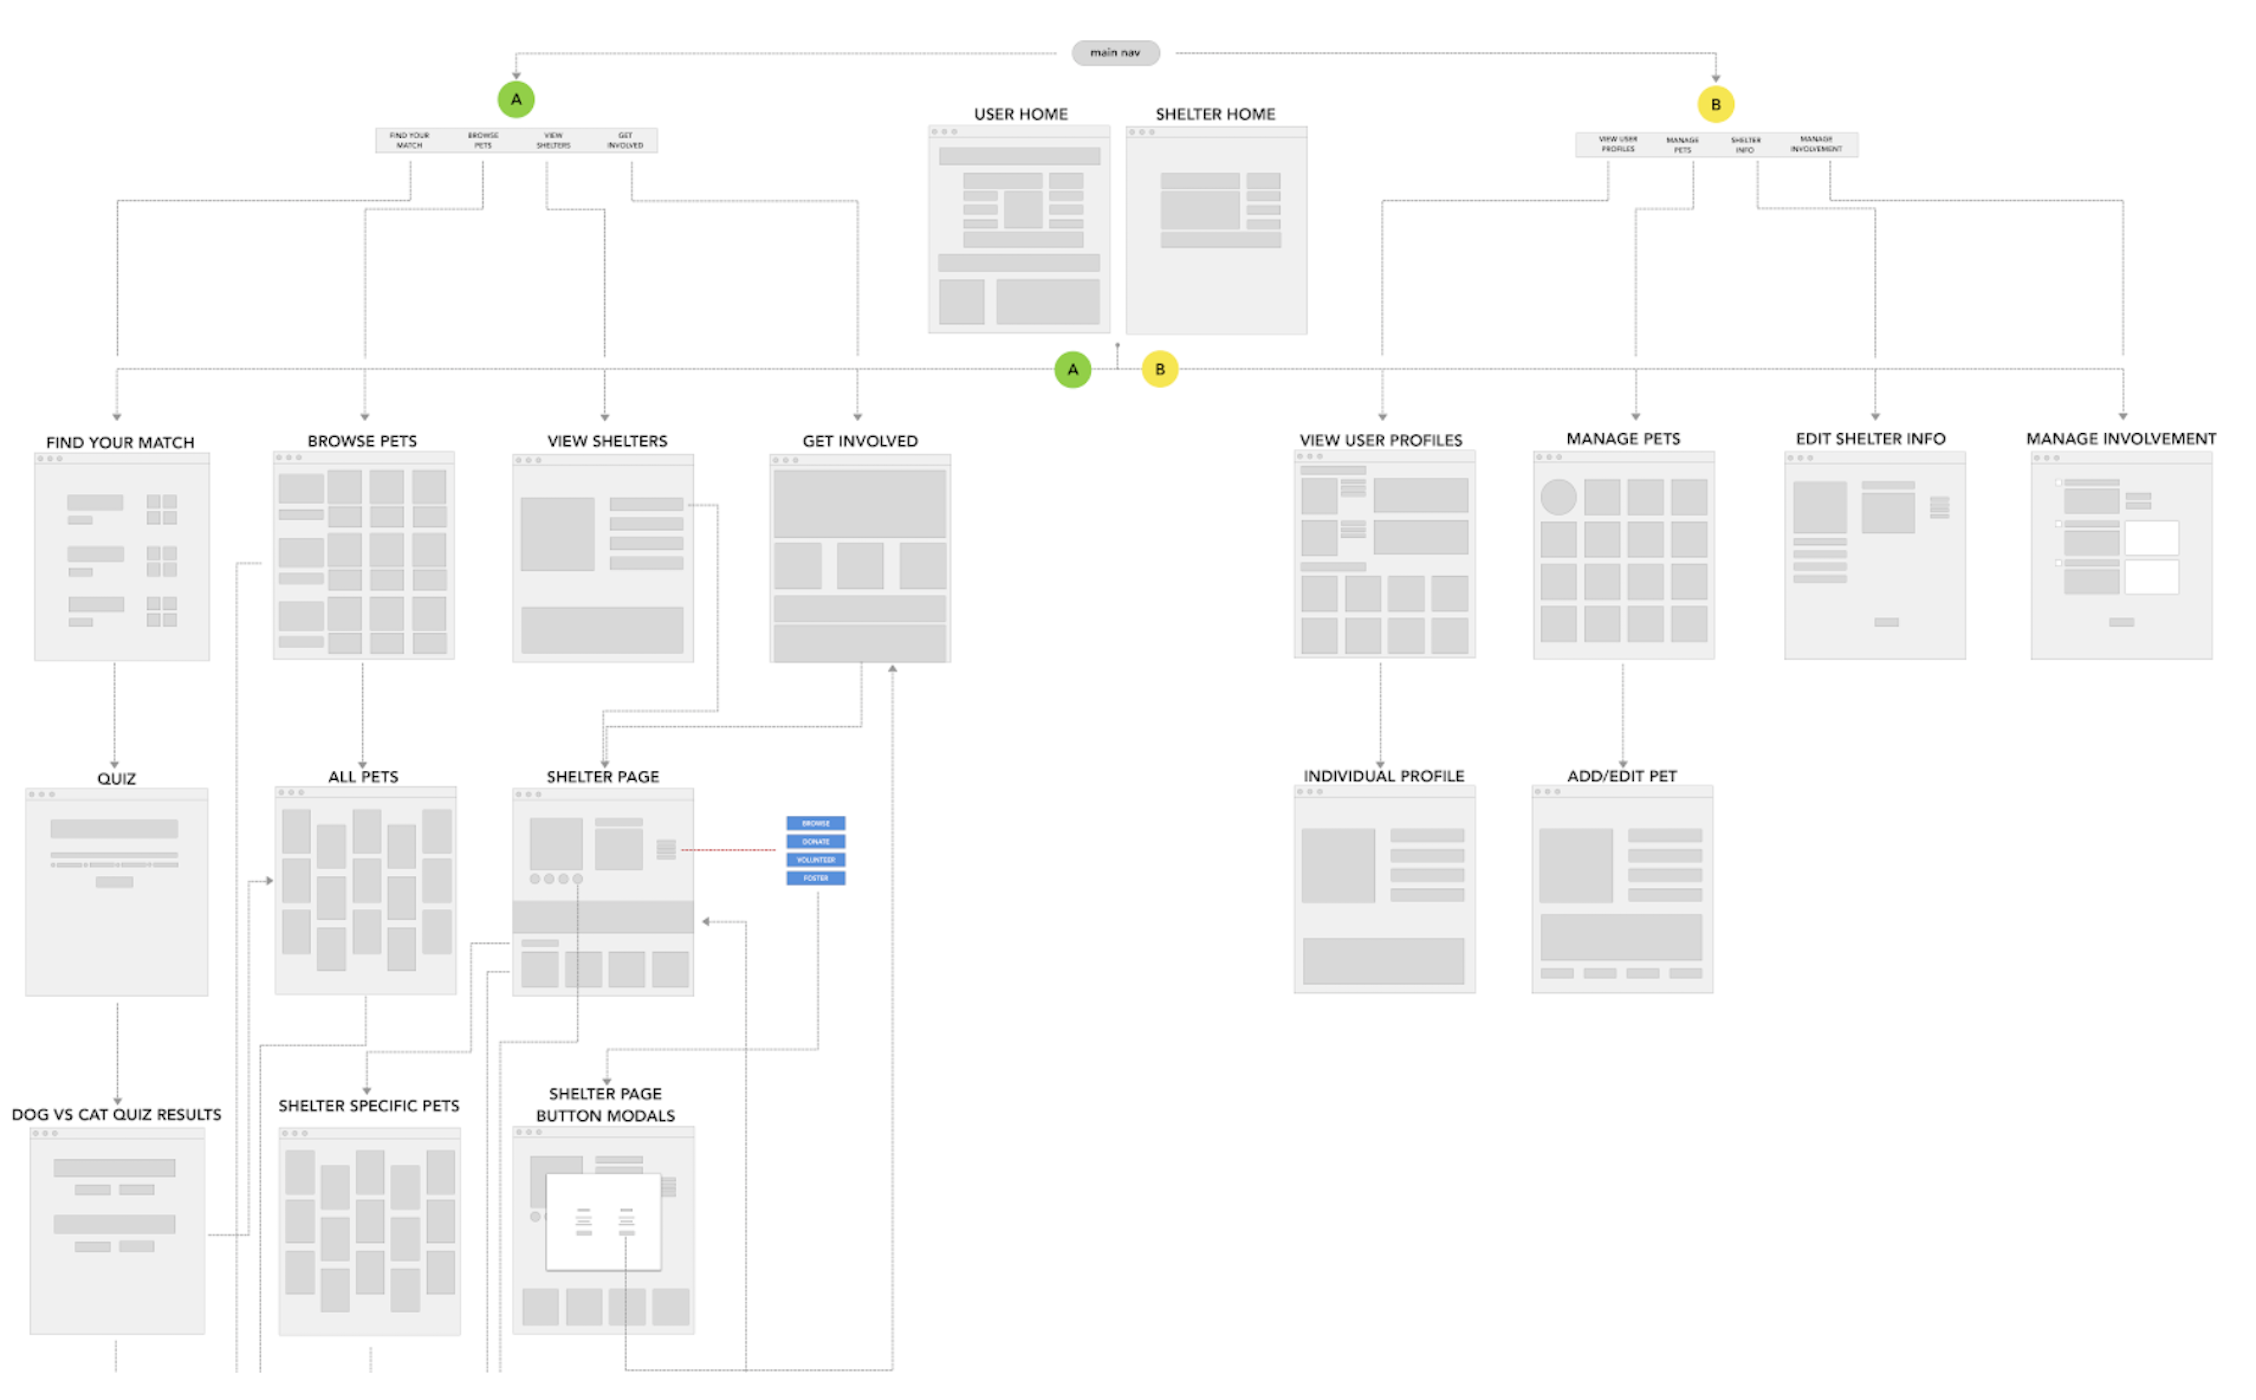 main nav
A
B
USER HOME
SHELTER HOME
FIND YOUR
MATCH
BROWSE
PETS
VIEW
SHELTERS
GET
INVOLVED
VIEW USER
PROFILES
MANAGE
PETS
SHELTER
INFO
MANAGE
INVOLVEMENT
A
B
FIND YOUR MATCH
BROWSE PETS
VIEW SHELTERS
GET INVOLVED
VIEW USER PROFILES
MANAGE PETS
EDIT SHELTER INFO
MANAGE INVOLVEMENT
QUIZ
ALL PETS
SHELTER PAGE
INDIVIDUAL PROFILE
ADD/EDIT PET
BROWSE
DONATE
VOLUNTEER
FOSTER
DOG VS CAT QUIZ RESULTS
SHELTER SPECIFIC PETS
SHELTER PAGE
BUTTON MODALS